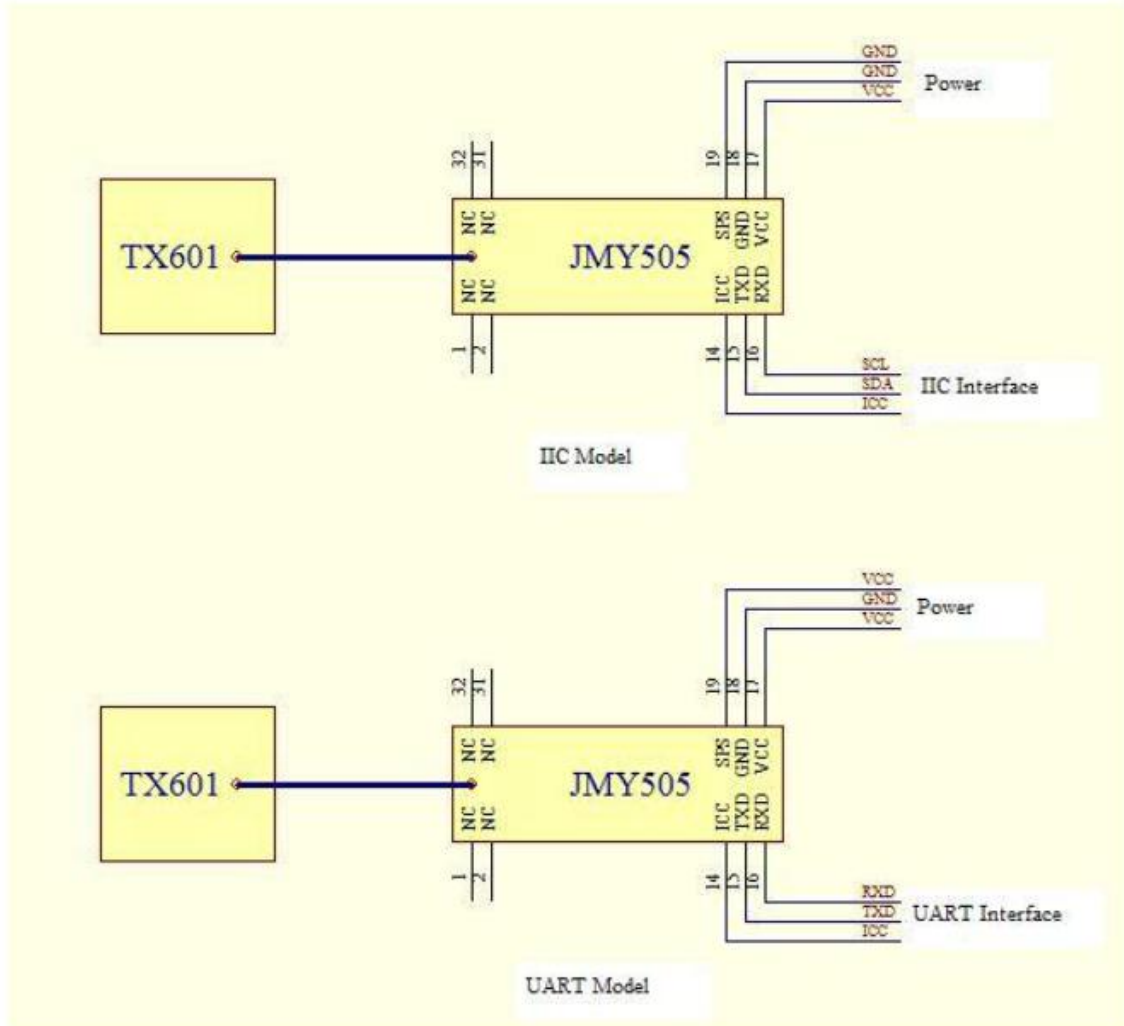 GND
GND
VCC
Power
32
31
19
18
17
NC
NC
SPS
GND
VCC
TX601
JMY505
NC
NC
ICC
TXD
RXD
1
2
14
15
16
SCL
SDA
ICC
IIC Interface
IIC Model
VCC
GND
VCC
Power
32
31
19
18
17
NC
NC
SPS
GND
VCC
TX601
JMY505
NC
NC
ICC
TXD
RXD
1
2
14
15
16
RXD
TXD
ICC
UART Interface
UART Model